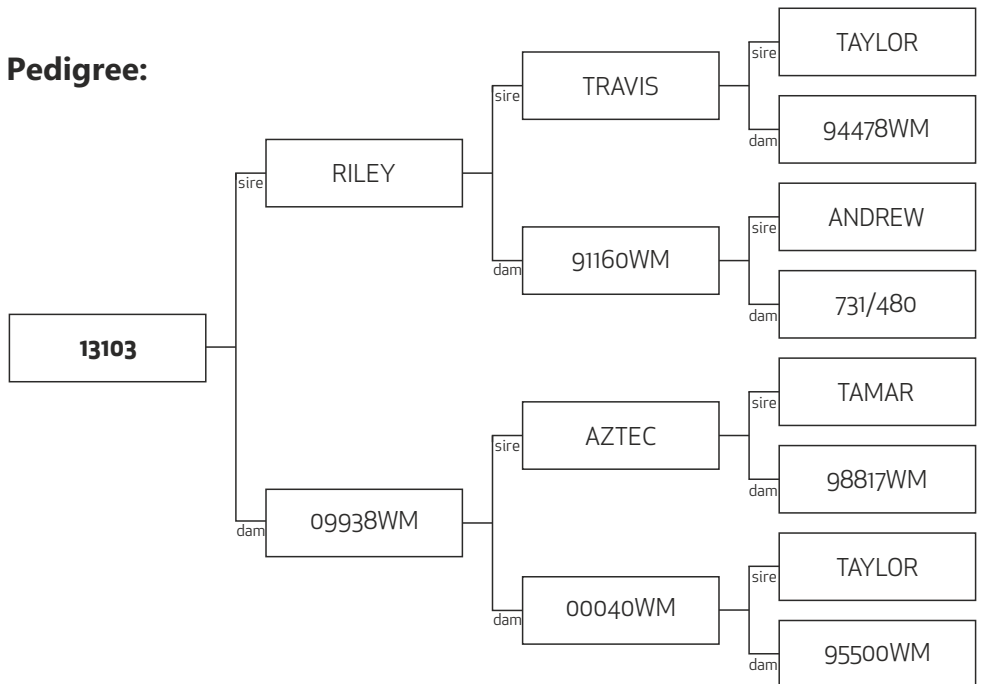 Pedigree:
13103
sire
RILEY
dam
09938WM
sire
TRAVIS
dam
91160WM
sire
AZTEC
dam
00040WM
sire
TAYLOR
dam
94478WM
sire
ANDREW
dam
731/480
sire
TAMAR
dam
98817WM
sire
TAYLOR
dam
95500WM